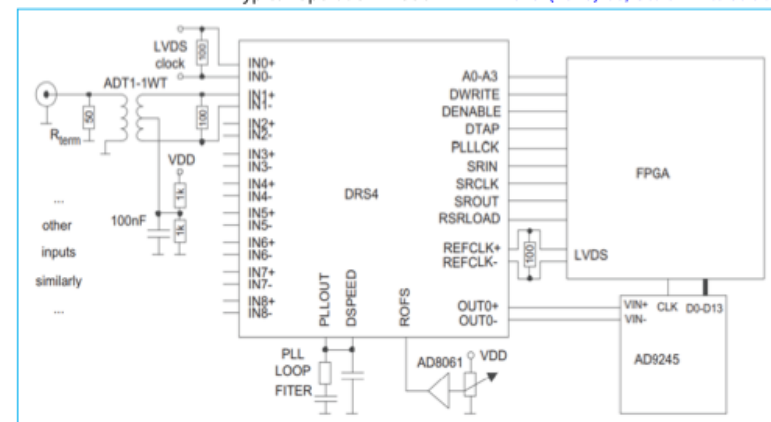 LVDS
clock
100
ADT1-1WT
50
Rterm
100
VDD
1k
1k
100nF
...
other
inputs
similarly
...
IN0+
IN0-
IN1+
IN1-
IN2+
IN2-
IN3+
IN3-
IN4+
IN4-
IN5+
IN5-
IN6+
IN6-
IN7+
IN7-
IN8+
IN8-
DRS4
PLLOUT
DSPEED
ROFS
A0-A3
DWRITE
DENABLE
DTAP
PLLLCK
SRIN
SRCLK
SROUT
RSRLOAD
REFCLK+
REFCLK-
OUT0+
OUT0-
100
LVDS
FPGA
PLL
LOOP
FITER
AD8061
VDD
VIN+ CLK D0-D13
VIN-
AD9245